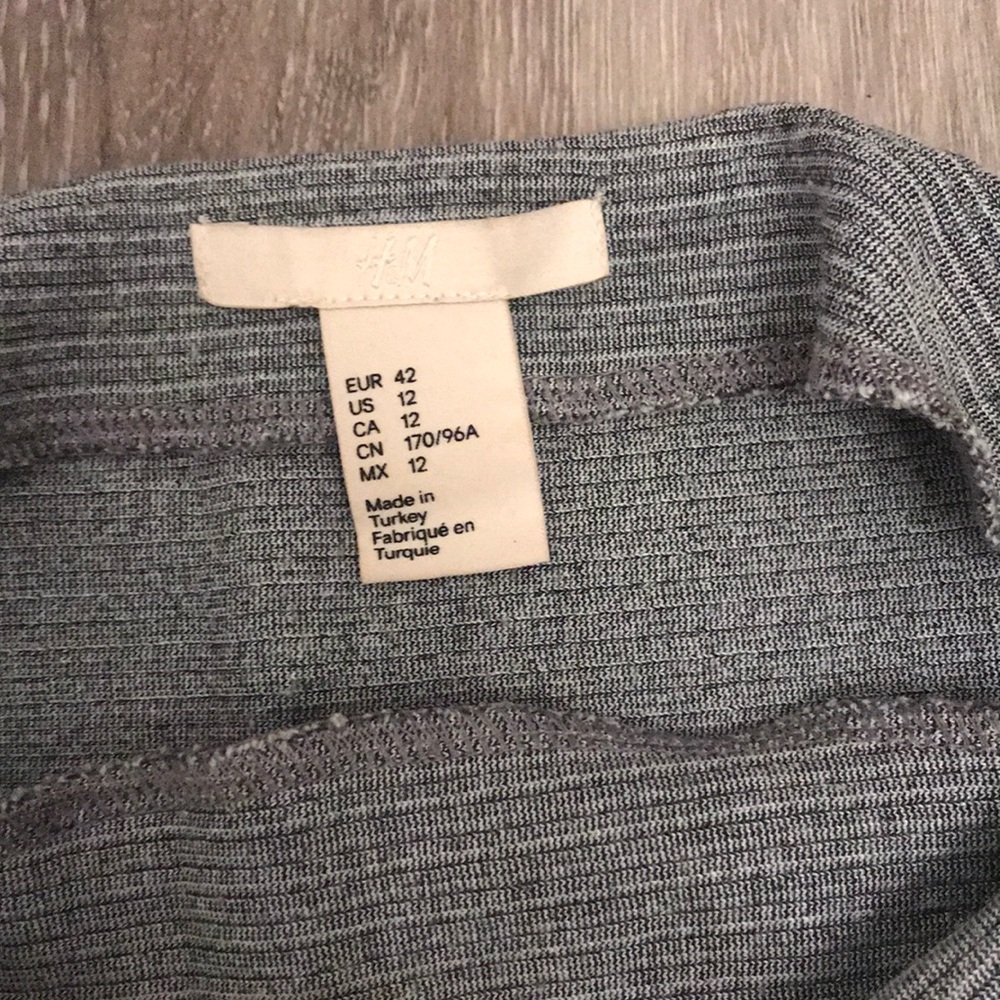 H&M
EUR 42
US 12
CA 12
CN 170/96A
MX 12
Made in
Turkey
Fabriqué en
Turquie